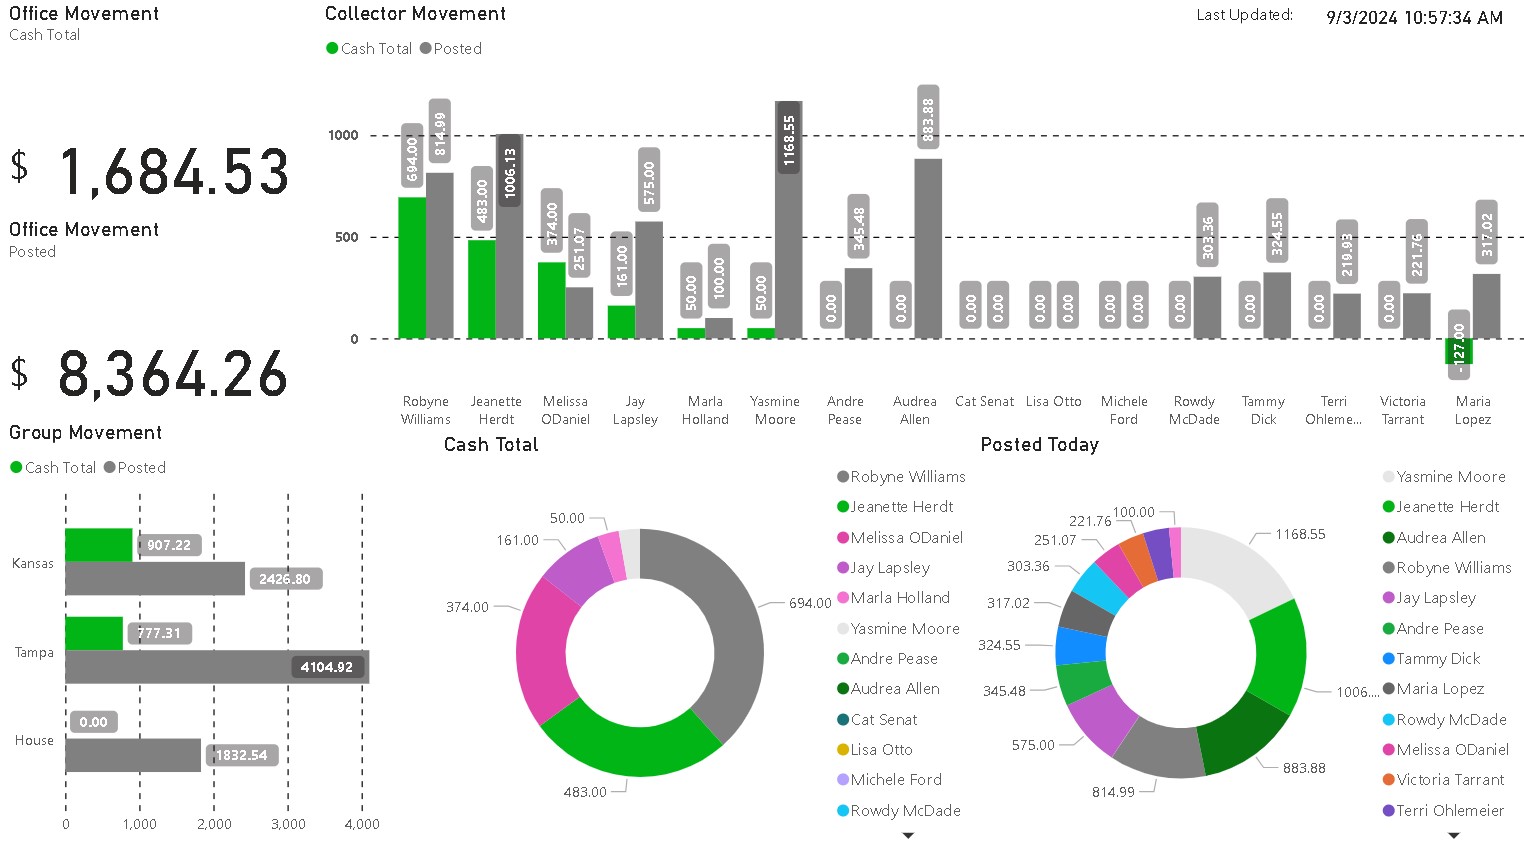 Office Movement
Cash Total
$ 1,684.53
Office Movement
Posted
$ 8,364.26
Collector Movement
Cash Total Posted
Last Updated: 9/3/2024 10:57:34 AM
1000
500
0
694.00
814.99
483.00
1006.13
374.00
251.07
161.00
575.00
50.00
100.00
50.00
1168.55
0.00
345.48
0.00
883.88
0.00
0.00
0.00
0.00
0.00
0.00
0.00
303.36
0.00
324.55
0.00
219.93
0.00
221.76
-127.00
317.02
Robyne Williams
Jeanette Herdt
Melissa ODaniel
Jay Lapsley
Marla Holland
Yasmine Moore
Andre Pease
Audrea Allen
Cat Senat
Lisa Otto
Michele Ford
Rowdy McDade
Tammy Dick
Terri Ohleme...
Victoria Tarrant
Maria Lopez
Group Movement
Cash Total Posted
Kansas
907.22
2426.80
Tampa
777.31
4104.92
House
0.00
1832.54
0 1,000 2,000 3,000 4,000
Cash Total
50.00
161.00
374.00
694.00
483.00
Robyne Williams
Jeanette Herdt
Melissa ODaniel
Jay Lapsley
Marla Holland
Yasmine Moore
Andre Pease
Audrea Allen
Cat Senat
Lisa Otto
Michele Ford
Rowdy McDade
Posted Today
100.00
221.76
251.07
303.36
317.02
324.55
345.48
575.00
814.99
1168.55
1006....
883.88
Yasmine Moore
Jeanette Herdt
Audrea Allen
Robyne Williams
Jay Lapsley
Andre Pease
Tammy Dick
Maria Lopez
Rowdy McDade
Melissa ODaniel
Victoria Tarrant
Terri Ohlemeier